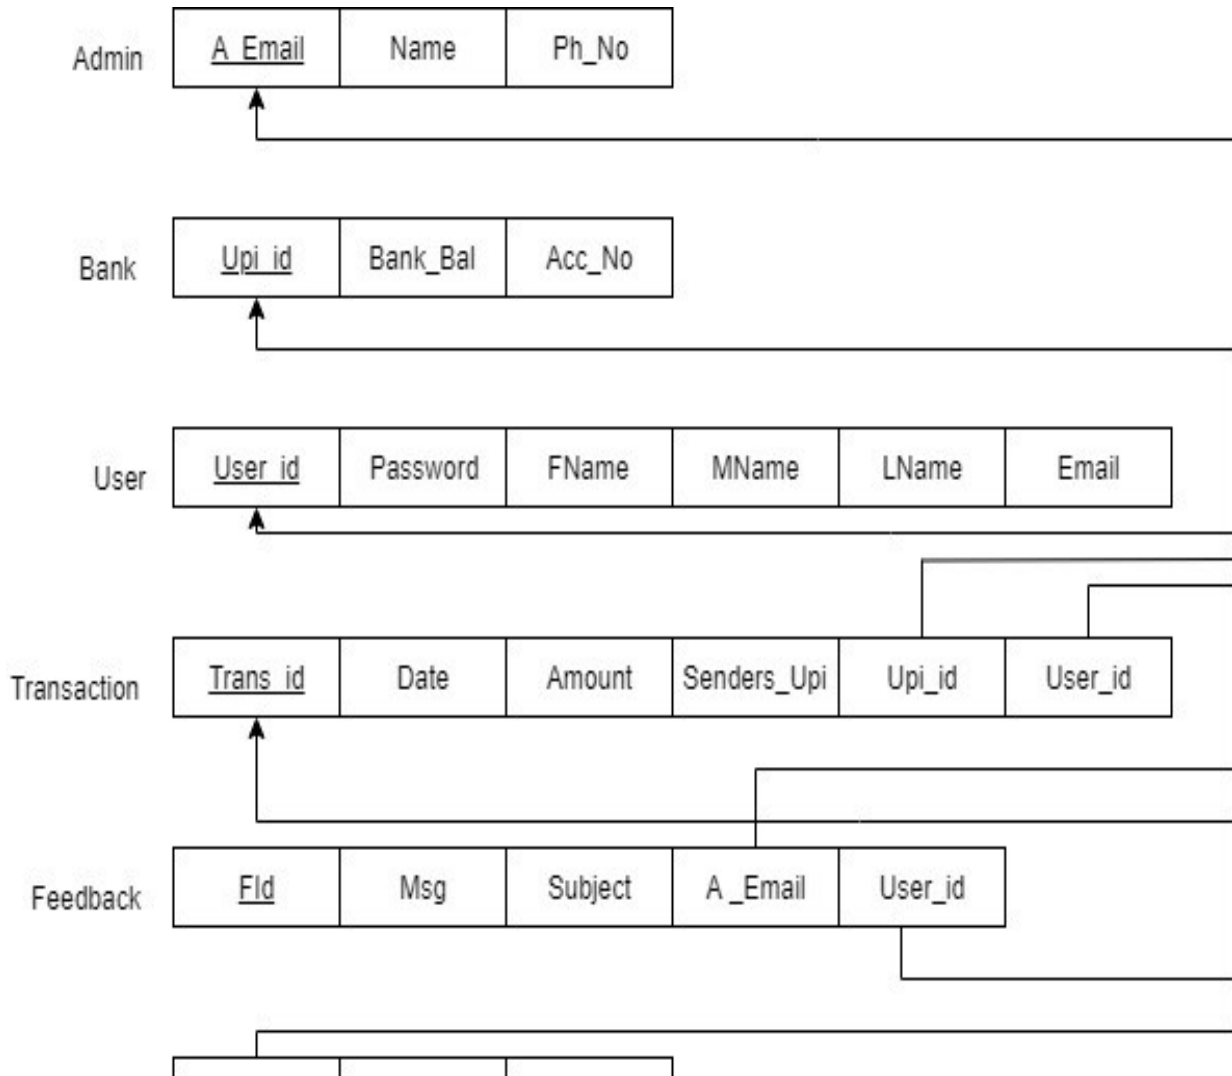 Admin A_Email Name Ph_No
Bank Upi_id Bank_Bal Acc_No
User User_id Password FName MName LName Email
Transaction Trans_id Date Amount Senders_Upi Upi_id User_id
Feedback FId Msg Subject A _Email User_id